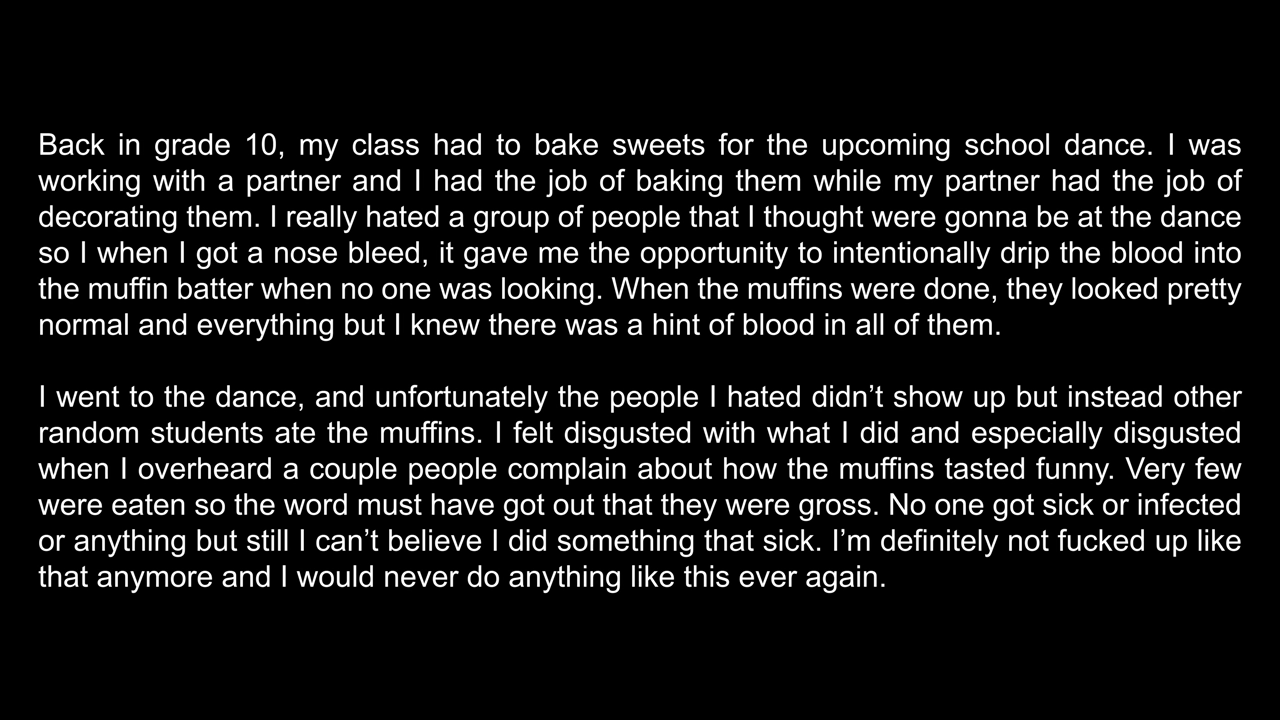 Back in grade 10, my class had to bake sweets for the upcoming school dance. I was
working with a partner and I had the job of baking them while my partner had the job of
decorating them. I really hated a group of people that I thought were gonna be at the dance
so I when I got a nose bleed, it gave me the opportunity to intentionally drip the blood into
the muffin batter when no one was looking. When the muffins were done, they looked pretty
normal and everything but I knew there was a hint of blood in all of them.
I went to the dance, and unfortunately the people I hated didn’t show up but instead other
random students ate the muffins. I felt disgusted with what I did and especially disgusted
when I overheard a couple people complain about how the muffins tasted funny. Very few
were eaten so the word must have got out that they were gross. No one got sick or infected
or anything but still I can’t believe I did something that sick. I’m definitely not fucked up like
that anymore and I would never do anything like this ever again.